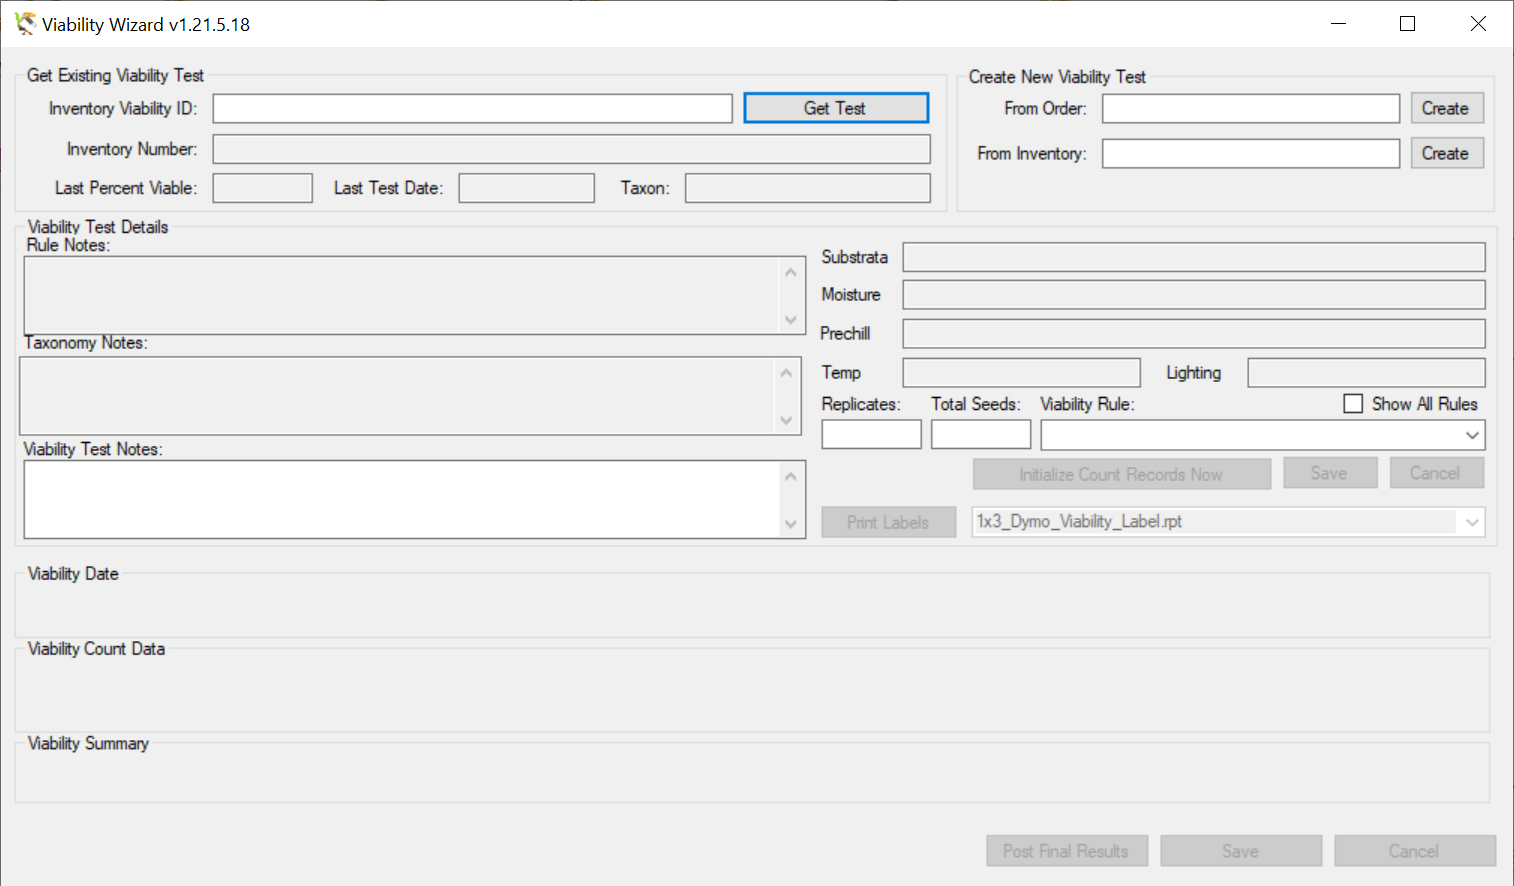 Viability Wizard v1.21.5.18
Get Existing Viability Test
Inventory Viability ID:
Get Test
Inventory Number:
Last Percent Viable:
Last Test Date:
Taxon:
Create New Viability Test
From Order:
Create
From Inventory:
Create
Viability Test Details
Rule Notes:
Taxonomy Notes:
Viability Test Notes:
Substrata
Moisture
Prechill
Temp
Lighting
Replicates:
Total Seeds:
Viability Rule:
Show All Rules
Initialize Count Records Now
Save
Cancel
Print Labels
1x3_Dymo_Viability_Label.rpt
Viability Date
Viability Count Data
Viability Summary
Post Final Results
Save
Cancel